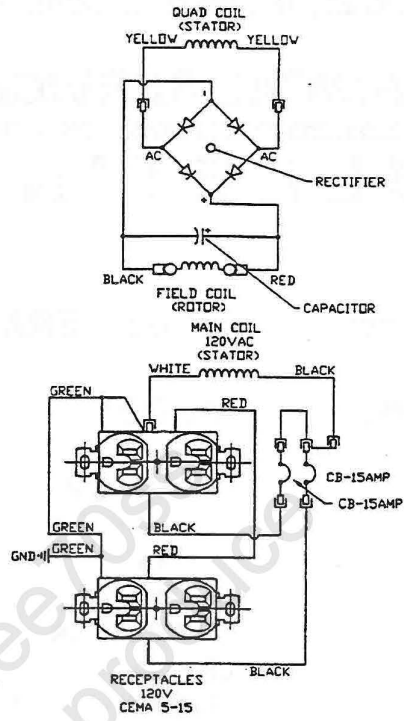 QUAD COIL
(STATOR)
YELLOW YELLOW
AC AC
RECTIFIER
+
+
BLACK RED
FIELD COIL
(ROTOR)
CAPACITOR
MAIN COIL
120VAC
(STATOR)
WHITE BLACK
GREEN
RED
CB-15AMP
CB-15AMP
GREEN
BLACK
GND GREEN
RED
BLACK
RECEPTACLES
120V
CEMA 5-15